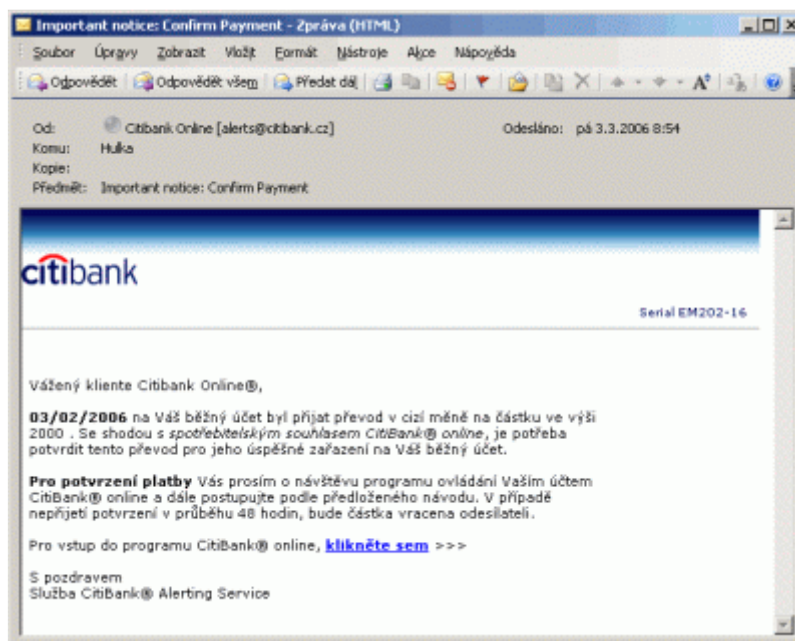 Important notice: Confirm Payment - Zpráva (HTML)
Soubor Úpravy Zobrazit Vložit Formát Nástroje Akce Nápověda
Odpovědět Odpovědět všem Předat dál
Od: Citibank Online [alerts@citibank.cz] Odesláno: pá 3.3.2006 8:54
Komu: Hulka
Kopie:
Předmět: Important notice: Confirm Payment
citibank
Serial EM202-16
Vážený kliente Citibank Online®,
03/02/2006 na Váš běžný účet byl přijat převod v cizí měně na částku ve výši
2000 . Se shodou s spotřebitelským souhlasem CitiBank® online, je potřeba
potvrdit tento převod pro jeho úspěšné zařazení na Váš běžný účet.
Pro potvrzení platby Vás prosím o návštěvu programu ovládání Vaším účtem
CitiBank® online a dále postupujte podle předloženého návodu. V případě
nepřijetí potvrzení v průběhu 48 hodin, bude částka vracena odesilateli.
Pro vstup do programu CitiBank® online, klikněte sem >>>
S pozdravem
Služba CitiBank® Alerting Service